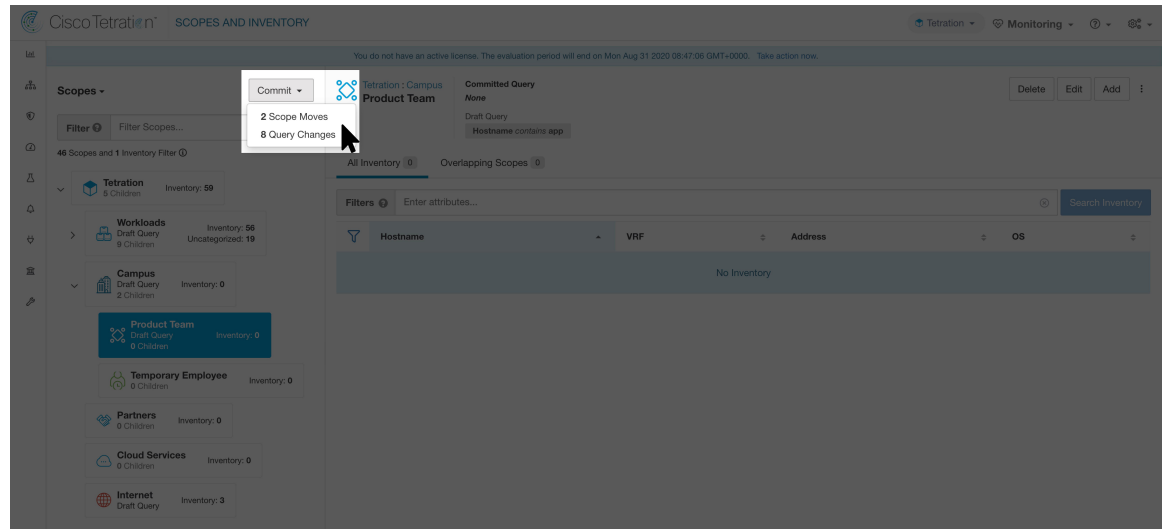 Cisco Tetration SCOPES AND INVENTORY
Tetration Monitoring
You do not have an active license. The evaluation period will end on Mon Aug 31 2020 08:47:06 GMT+0000. Take action now.
Scopes
Commit
2 Scope Moves
8 Query Changes
Filter Filter Scopes...
46 Scopes and 1 Inventory Filter
Tetration
5 Children
Inventory: 59
Workloads
Draft Query
9 Children
Inventory: 56
Uncategorized: 19
Campus
Draft Query
2 Children
Inventory: 0
Product Team
Draft Query
0 Children
Inventory: 0
Temporary Employee
0 Children
Inventory: 0
Partners
0 Children
Inventory: 0
Cloud Services
0 Children
Inventory: 0
Internet
Draft Query
Inventory: 3
Tetration : Campus
Product Team
Committed Query
None
Draft Query
Hostname contains app
Delete Edit Add
All Inventory 0 Overlapping Scopes 0
Filters Enter attributes... Search Inventory
Hostname VRF Address OS
No Inventory